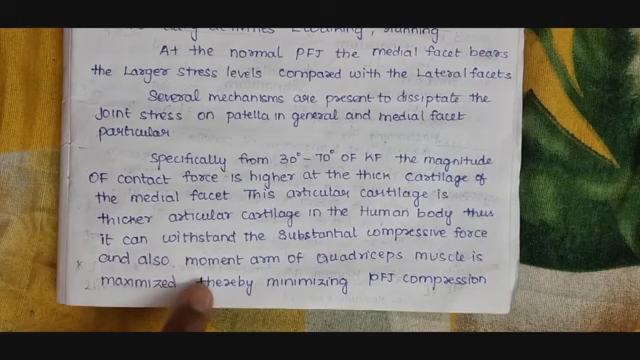 activities (walking, running
At the normal PFJ the medial facet bears
the Larger stress levels compared with the Lateral facets
Several mechanisms are present to dissiptate the
Joint stress on patella in general and medial facet
particular
Specifically from 30° - 70° OF KF the magnitude
OF contact force is higher at the thick cartilage of
the medial facet This articular cartilage is
thicker articular cartilage in the Human body thus
it can withstand the substantial compressive force
and also moment arm of Quadriceps muscle is
maximized thereby minimizing PFJ compression